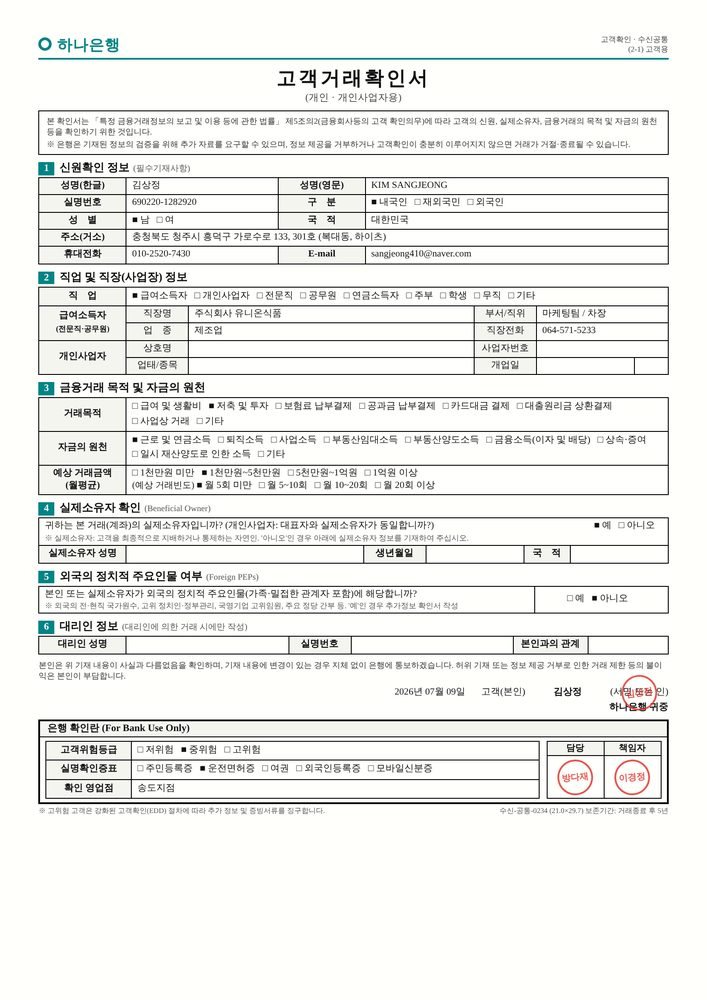 하나은행
고객확인 · 수신공통
(2-1) 고객용
고객거래확인서
(개인 · 개인사업자용)
본 확인서는 「특정 금융거래정보의 보고 및 이용 등에 관한 법률」 제5조의2(금융회사등의 고객 확인의무)에 따라 고객의 신원, 실제소유자, 금융거래의 목적 및 자금의 원천
등을 확인하기 위한 것입니다.
※ 은행은 기재된 정보의 검증을 위해 추가 자료를 요구할 수 있으며, 정보 제공을 거부하거나 고객확인이 충분히 이루어지지 않으면 거래가 거절·종료될 수 있습니다.
1 신원확인 정보 (필수기재사항)
성명(한글) 김상정 성명(영문) KIM SANGJEONG
실명번호 690220-1282920 구 분 ■ 내국인 □ 재외국민 □ 외국인
성 별 ■ 남 □ 여 국 적 대한민국
주소(거소) 충청북도 청주시 흥덕구 가로수로 133, 301호 (복대동, 하이츠)
휴대전화 010-2520-7430 E-mail sangjeong410@naver.com
2 직업 및 직장(사업장) 정보
직 업 ■ 급여소득자 □ 개인사업자 □ 전문직 □ 공무원 □ 연금소득자 □ 주부 □ 학생 □ 무직 □ 기타
급여소득자 (전문직·공무원) 직장명 주식회사 유니온식품 부서/직위 마케팅팀 / 차장
업 종 제조업 직장전화 064-571-5233
개인사업자 상호명 사업자번호
업태/종목 개업일
3 금융거래 목적 및 자금의 원천
거래목적 □ 급여 및 생활비 ■ 저축 및 투자 □ 보험료 납부결제 □ 공과금 납부결제 □ 카드대금 결제 □ 대출원리금 상환결제
□ 사업상 거래 □ 기타
자금의 원천 ■ 근로 및 연금소득 □ 퇴직소득 □ 사업소득 □ 부동산임대소득 □ 부동산양도소득 □ 금융소득(이자 및 배당) □ 상속·증여
□ 일시 재산양도로 인한 소득 □ 기타
예상 거래금액 (월평균) □ 1천만원 미만 ■ 1천만원~5천만원 □ 5천만원~1억원 □ 1억원 이상
(예상 거래빈도) ■ 월 5회 미만 □ 월 5~10회 □ 월 10~20회 □ 월 20회 이상
4 실제소유자 확인 (Beneficial Owner)
귀하는 본 거래(계좌)의 실제소유자입니까? (개인사업자: 대표자와 실제소유자가 동일합니까?) ■ 예 □ 아니오
※ 실제소유자: 고객을 최종적으로 지배하거나 통제하는 자연인. '아니오'인 경우 아래에 실제소유자 정보를 기재하여 주십시오.
실제소유자 성명 생년월일 국 적
5 외국의 정치적 주요인물 여부 (Foreign PEPs)
본인 또는 실제소유자가 외국의 정치적 주요인물(가족·밀접한 관계자 포함)에 해당합니까? □ 예 ■ 아니오
※ 외국의 전·현직 국가원수, 고위 정치인·정부관리, 국영기업 고위임원, 주요 정당 간부 등. '예'인 경우 추가정보 확인서 작성
6 대리인 정보 (대리인에 의한 거래 시에만 작성)
대리인 성명 실명번호 본인과의 관계
본인은 위 기재 내용이 사실과 다름없음을 확인하며, 기재 내용에 변경이 있는 경우 지체 없이 은행에 통보하겠습니다. 허위 기재 또는 정보 제공 거부로 인한 거래 제한 등의 불이
익은 본인이 부담합니다.
2026년 07월 09일 고객(본인) 김상정 (서명 또는 인)
김상정
하나은행 귀중
은행 확인란 (For Bank Use Only)
고객위험등급 □ 저위험 ■ 중위험 □ 고위험
실명확인증표 □ 주민등록증 ■ 운전면허증 □ 여권 □ 외국인등록증 □ 모바일신분증
확인 영업점 송도지점
담당 책임자
방다재 이경정
※ 고위험 고객은 강화된 고객확인(EDD) 절차에 따라 추가 정보 및 증빙서류를 징구합니다.
수신-공통-0234 (21.0×29.7) 보존기간: 거래종료 후 5년